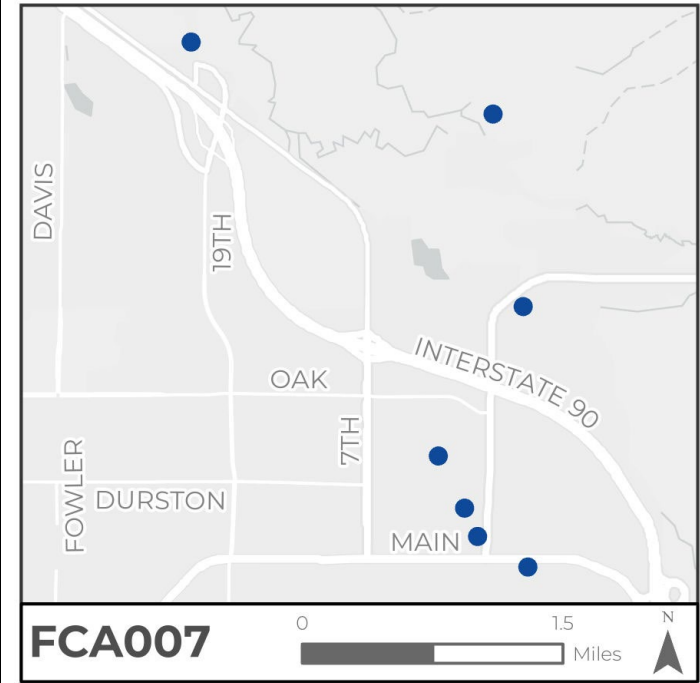 DAVIS
19TH
INTERSTATE 90
OAK
7TH
FOWLER
DURSTON
MAIN
FCA007
0 1.5
Miles
N